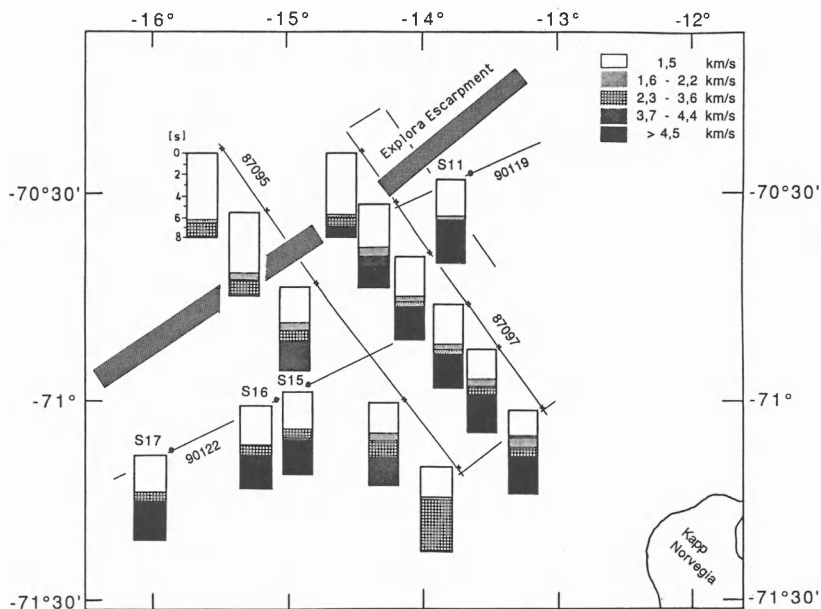 -16° -15° -14° -13° -12°
1,5 km/s
1,6 - 2,2 km/s
2,3 - 3,6 km/s
3,7 - 4,4 km/s
> 4,5 km/s
Explora Escarpment
[s]
0
2
4
6
8
87095
S11
90119
-70°30'
-70°30'
87097
-71°
-71°
S15
S16
S17
90122
Kapp
Norvegia
-71°30'
-71°30'